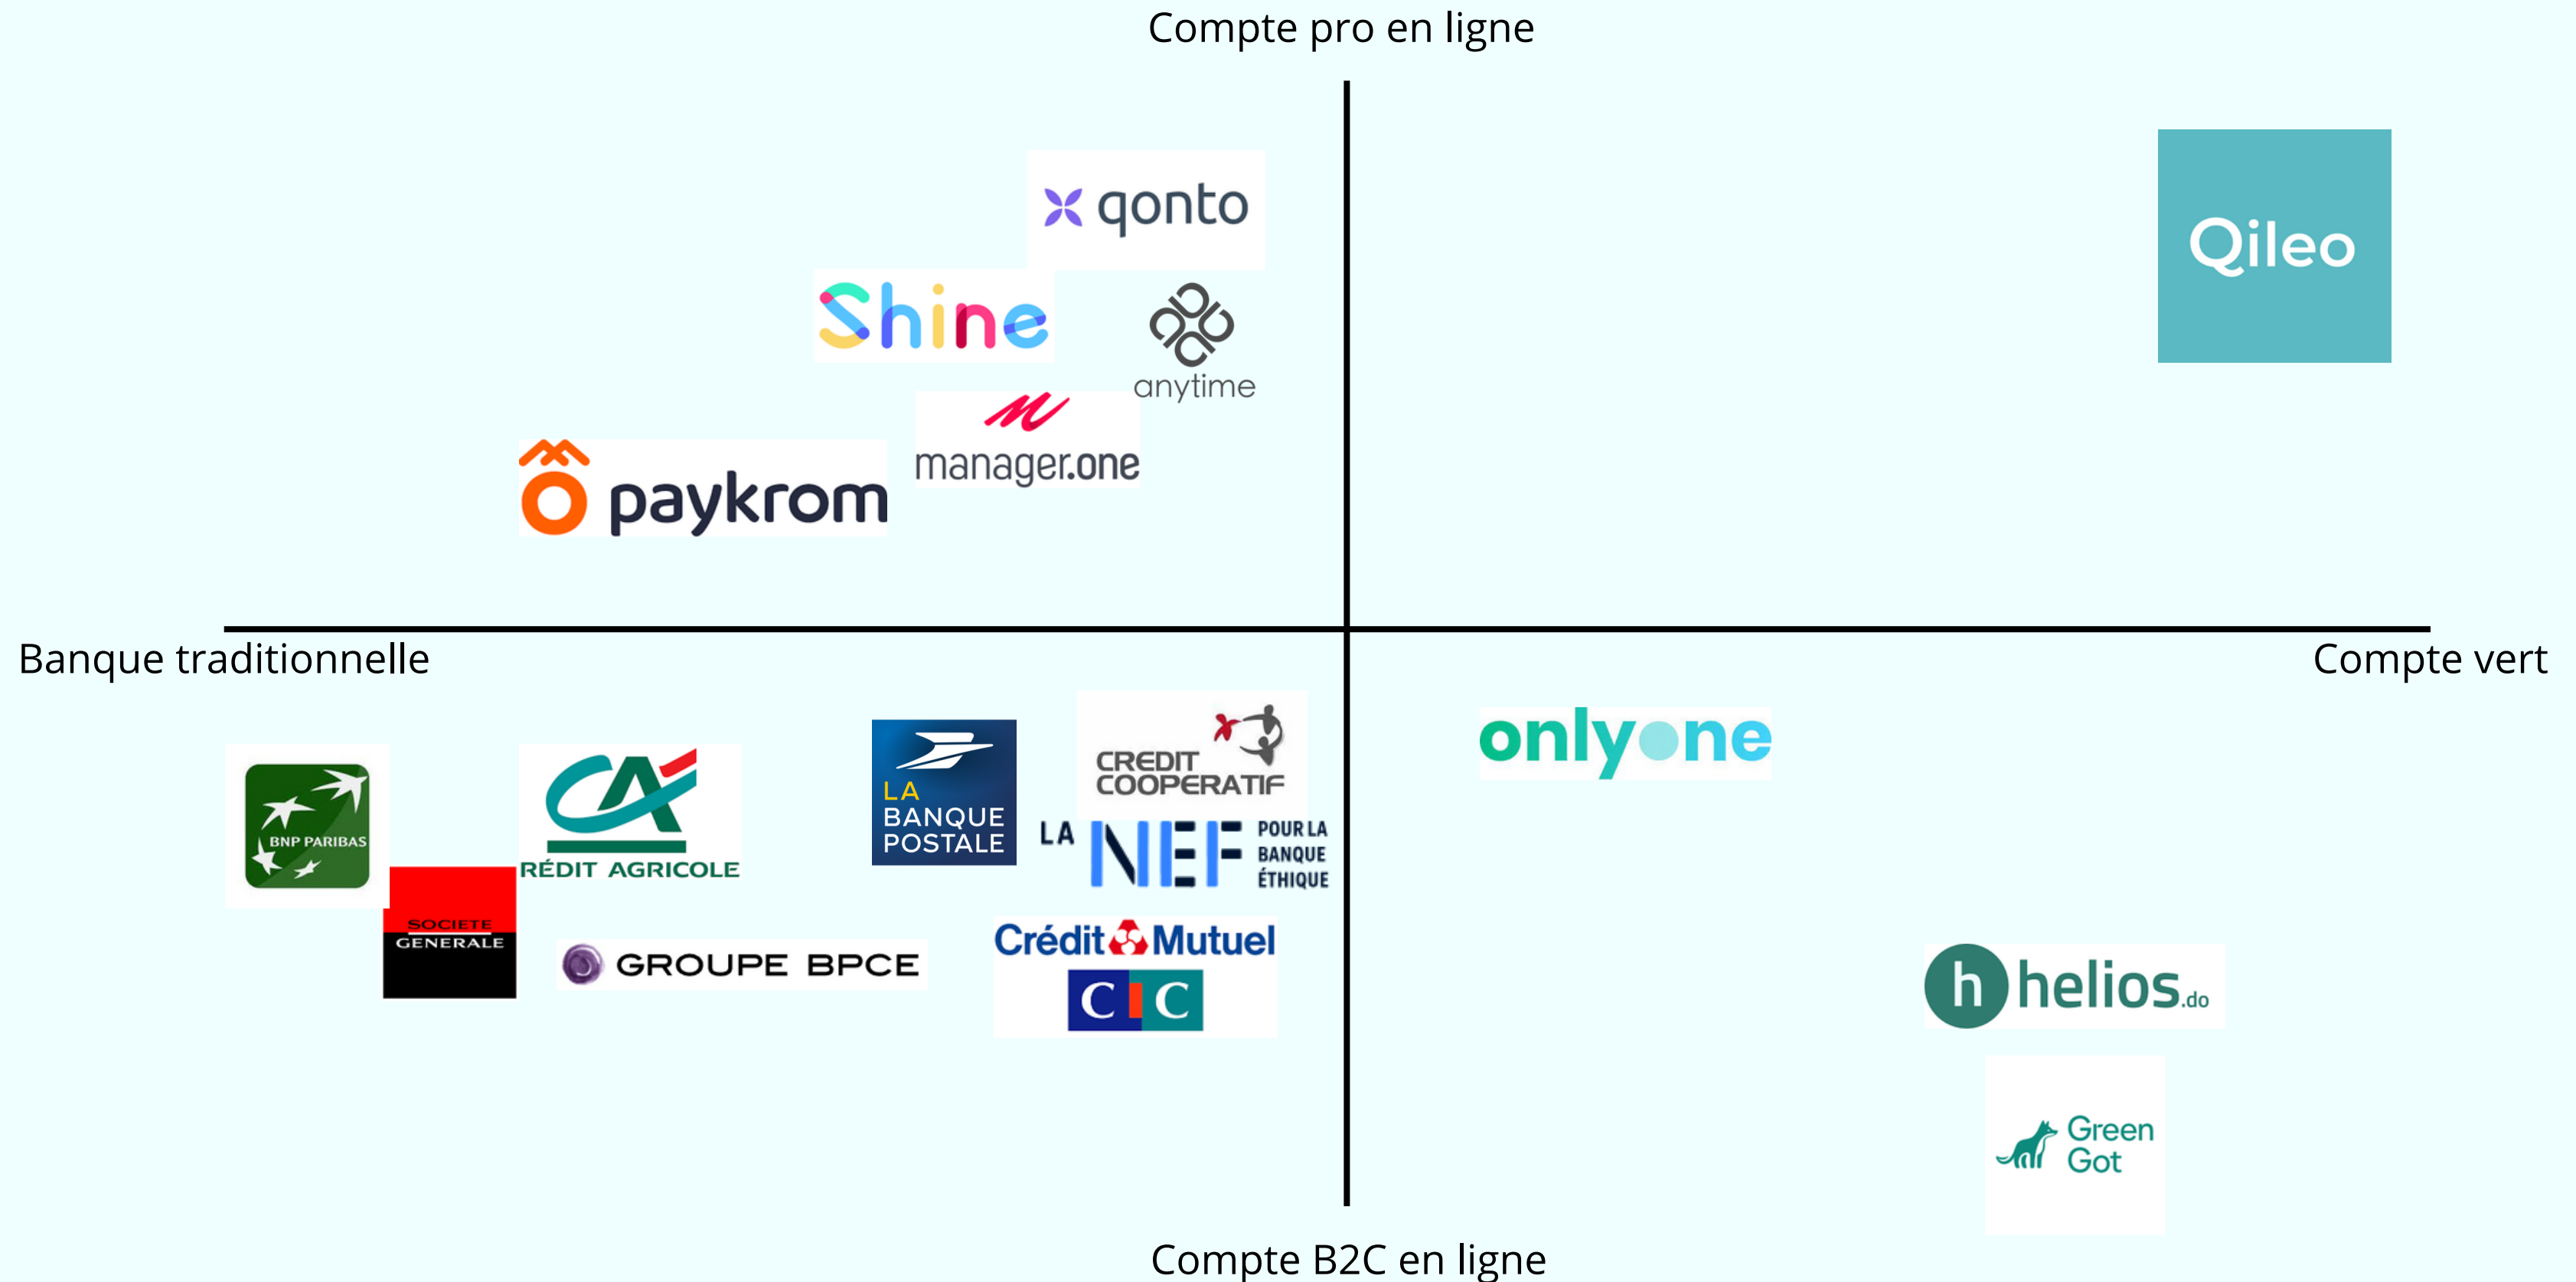 Compte pro en ligne
qonto
Qileo
Shine
anytime
manager.one
paykrom
Banque traditionnelle
Compte vert
onlyone
CREDIT
COOPERATIF
LA
BANQUE
POSTALE
BNP PARIBAS
CA
RÉDIT AGRICOLE
LA NEF
POUR LA
BANQUE
ÉTHIQUE
SOCIETE
GENERALE
GROUPE BPCE
Crédit Mutuel
CIC
h helios.do
Green
Got
Compte B2C en ligne